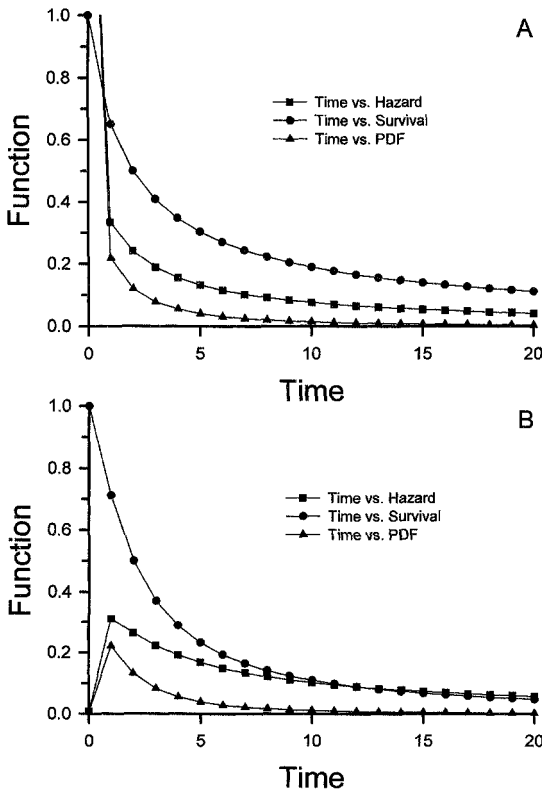 A
1.0
0.8
0.6
0.4
0.2
0.0
Function
Time vs. Hazard
Time vs. Survival
Time vs. PDF
0 5 10 15 20
Time
B
1.0
0.8
0.6
0.4
0.2
0.0
Function
Time vs. Hazard
Time vs. Survival
Time vs. PDF
0 5 10 15 20
Time